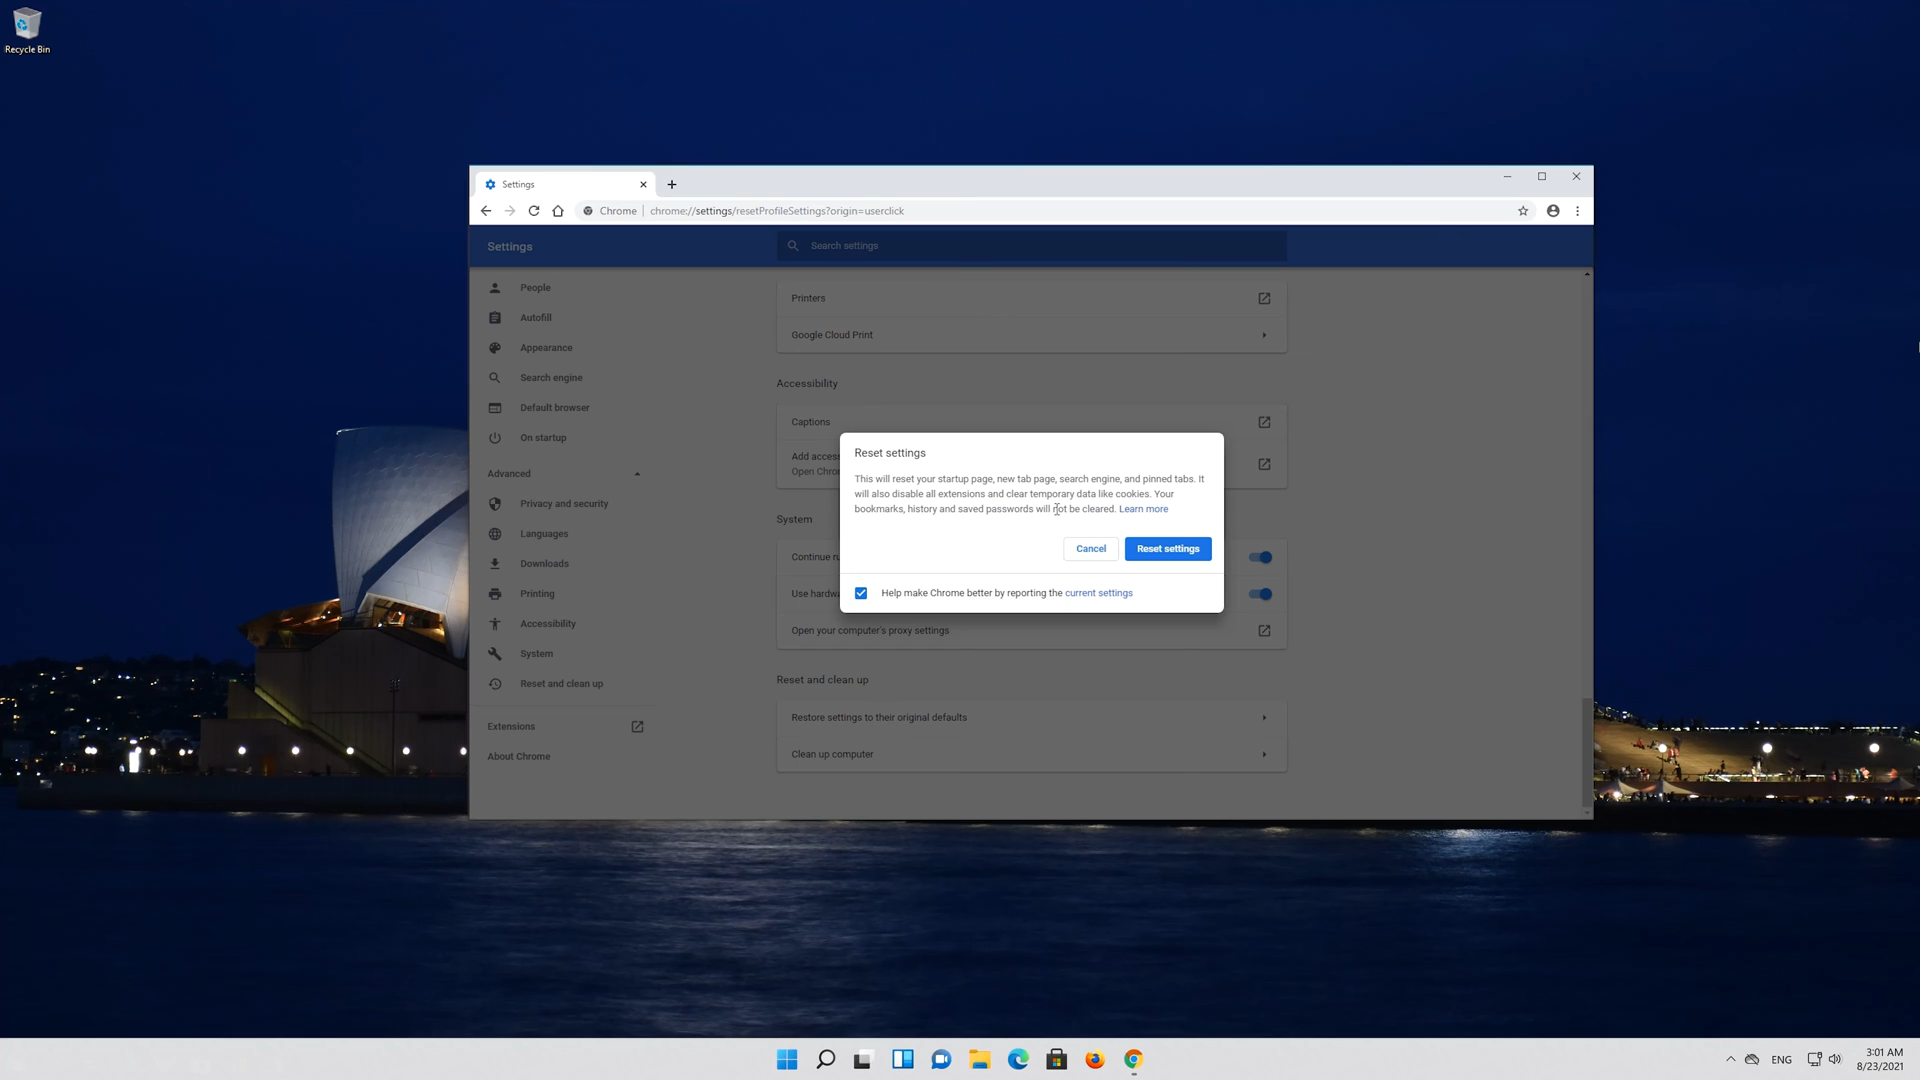 Recycle Bin
Settings
Chrome | chrome://settings/resetProfileSettings?origin=userclick
Settings
Search settings
People
Autofill
Appearance
Search engine
Default browser
On startup
Advanced
Privacy and security
Languages
Downloads
Printing
Accessibility
System
Reset and clean up
Extensions
About Chrome
Printers
Google Cloud Print
Accessibility
Captions
Add acces
Open Chro
System
Continue ru
Use hardwa
Open your computer's proxy settings
Reset and clean up
Restore settings to their original defaults
Clean up computer
Reset settings
This will reset your startup page, new tab page, search engine, and pinned tabs. It
will also disable all extensions and clear temporary data like cookies. Your
bookmarks, history and saved passwords will not be cleared. Learn more
Cancel
Reset settings
Help make Chrome better by reporting the current settings
ENG
3:01 AM
8/23/2021